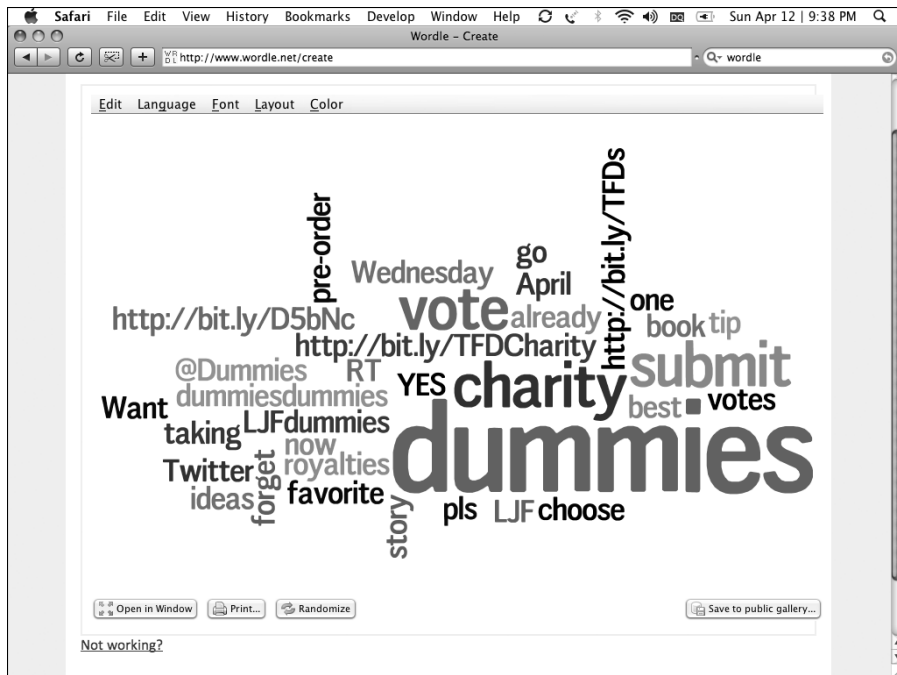 Safari File Edit View History Bookmarks Develop Window Help Sun Apr 12 | 9:38 PM
Wordle – Create
http://www.wordle.net/create
wordle
Edit Language Font Layout Color
http://bit.ly/TFDs
pre-order
go
Wednesday
April
one
vote
http://bit.ly/D5bNc
already
book tip
http://bit.ly/TFDCharity
@Dummies RT
submit
YES charity
dummiesdummies
best votes
Want
LJFdummies
taking
dummies
now
Twitter
royalties
forget
ideas
favorite
story
pls LJF choose
Open in Window Print... Randomize Save to public gallery...
Not working?